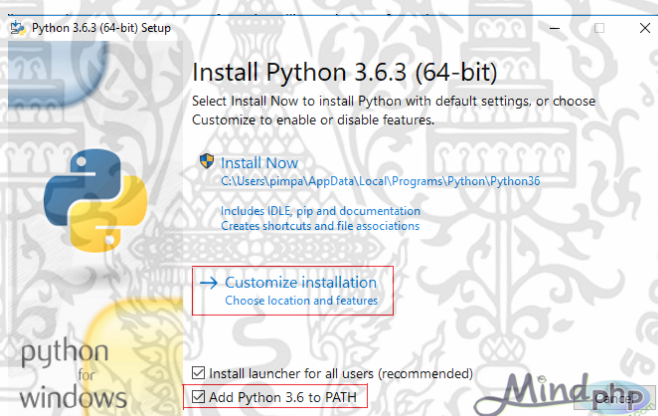 Python 3.6.3 (64-bit) Setup
Install Python 3.6.3 (64-bit)
Select Install Now to install Python with default settings, or choose
Customize to enable or disable features.
Install Now
C:\Users\pimpa\AppData\Local\Programs\Python\Python36
Includes IDLE, pip and documentation
Creates shortcuts and file associations
→ Customize installation
Choose location and features
python
for
windows
Install launcher for all users (recommended)
Add Python 3.6 to PATH
Mindphp
Cancel